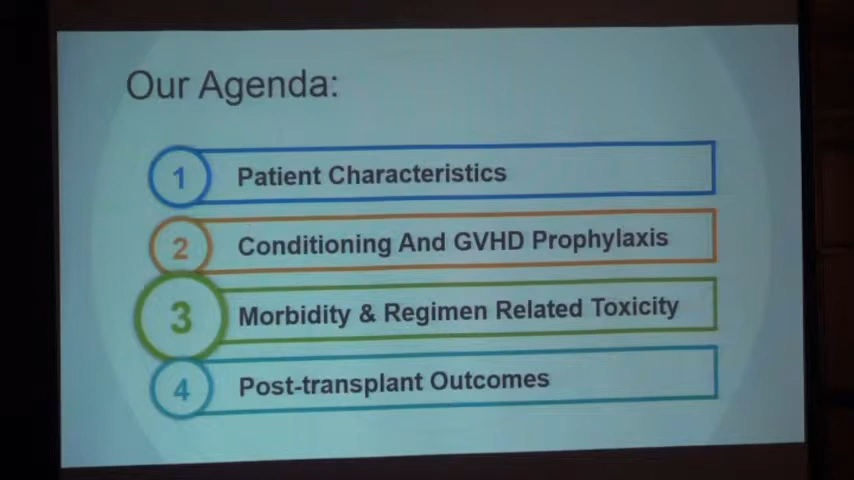 Our Agenda:
1 Patient Characteristics
2 Conditioning And GVHD Prophylaxis
3 Morbidity & Regimen Related Toxicity
4 Post-transplant Outcomes